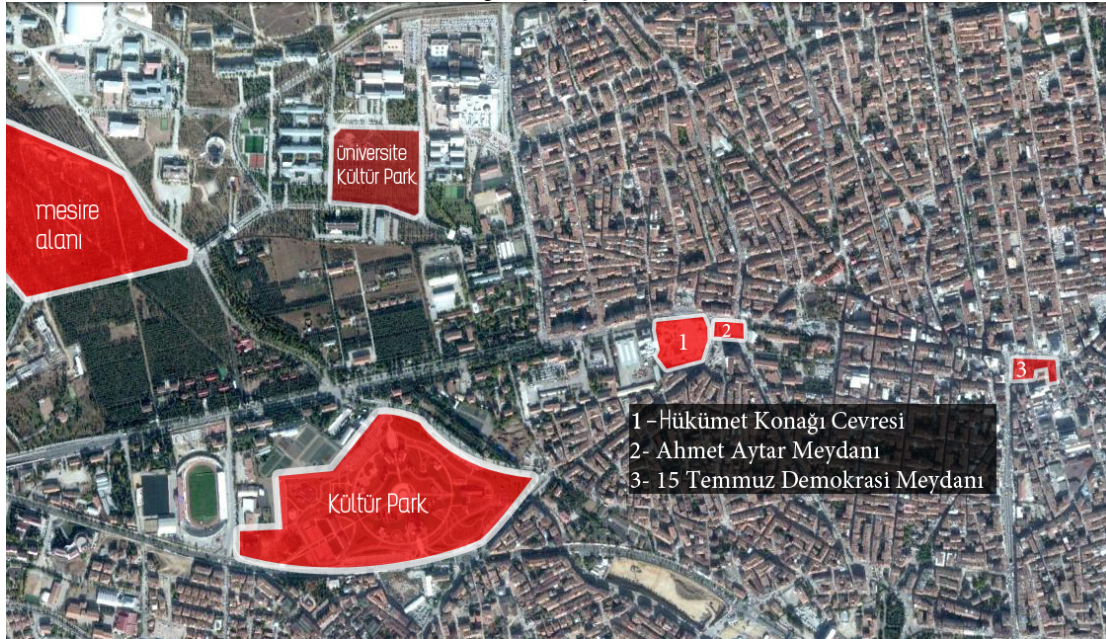 üniversite
Kültür Park
mesire
alanı
1
2
3
1-Hükümet Konağı Cevresi
2- Ahmet Aytar Meydanı
3- 15 Temmuz Demokrasi Meydanı
Kültür Park